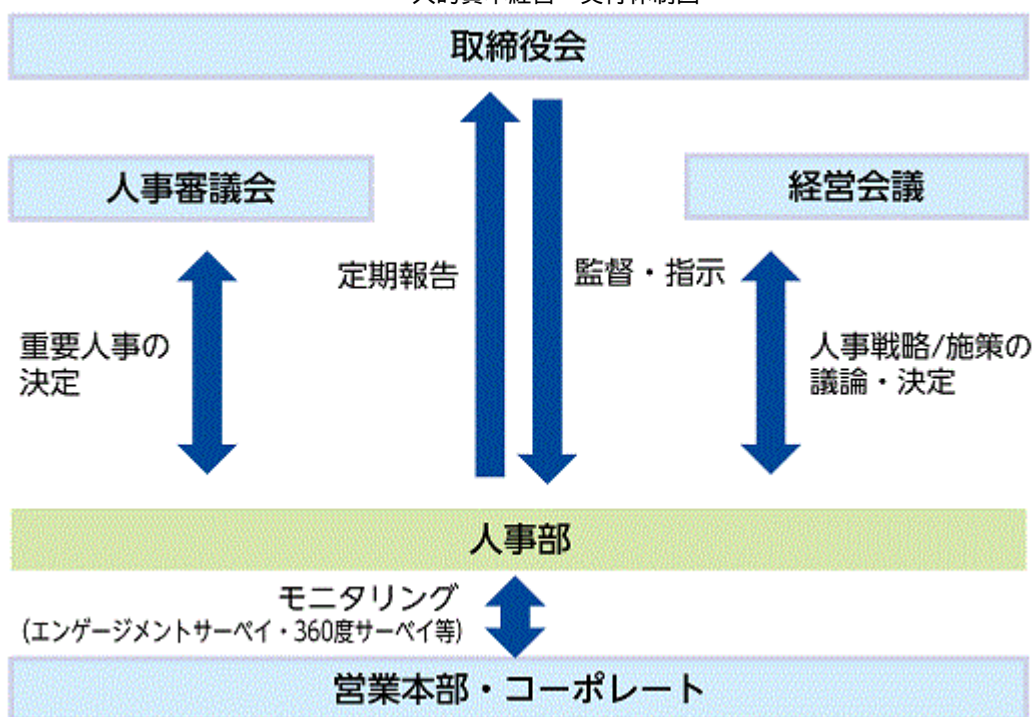 取締役会
人事審議会
経営会議
定期報告
監督・指示
重要人事の
決定
人事戦略/施策の
議論・決定
人事部
モニタリング
(エンゲージメントサーベイ・360度サーベイ等)
営業本部・コーポレート